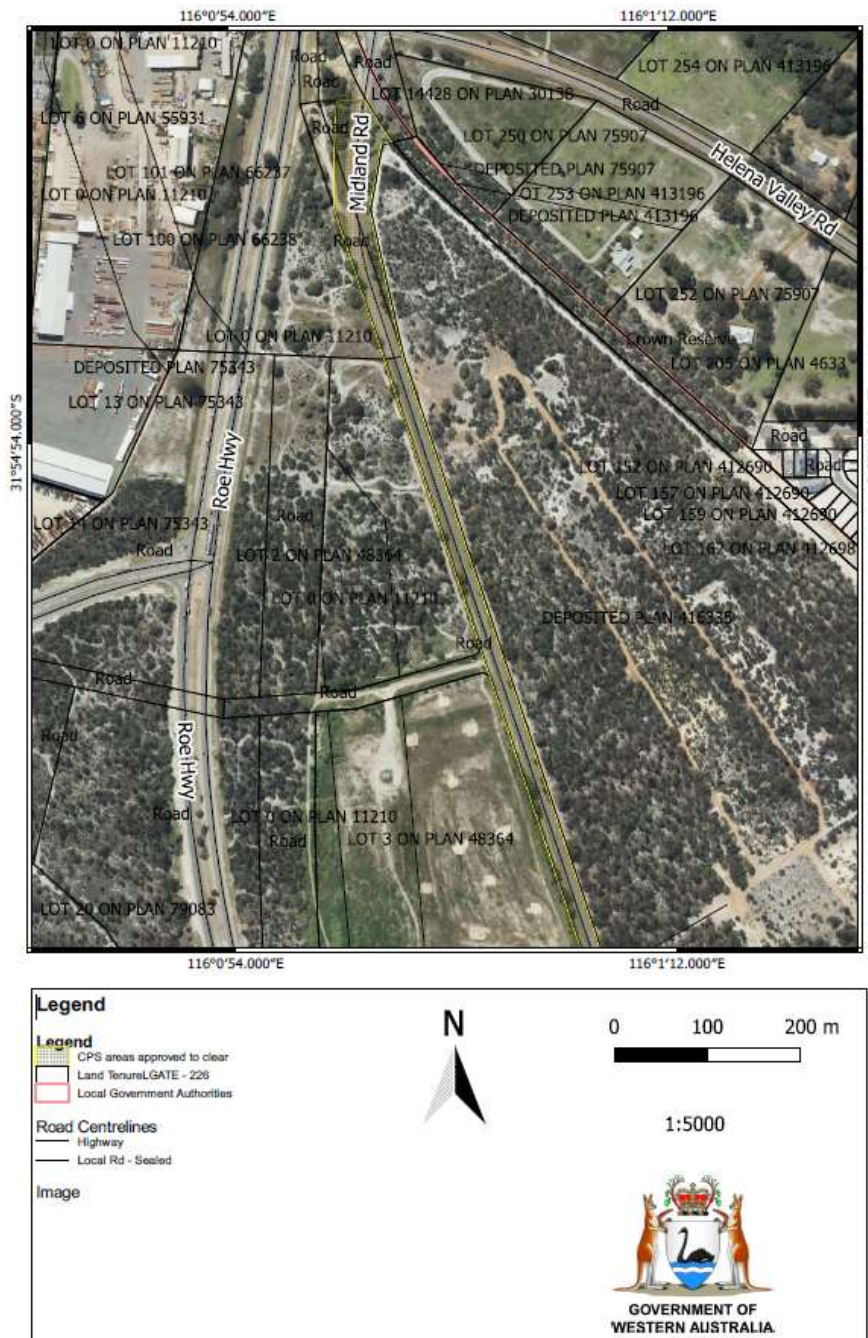 116°0'54.000"E 116°1'12.000"E
LOT 0 ON PLAN 11210
Road
Road
Road
LOT 254 ON PLAN 413196
LOT 14428 ON PLAN 30138
Road
LOT 6 ON PLAN 55931
Road
Midland Rd
LOT 250 ON PLAN 75907
Helena Valley Rd
LOT 101 ON PLAN 66237
DEPOSITED PLAN 75907
LOT 0 ON PLAN 11210
LOT 253 ON PLAN 413196
DEPOSITED PLAN 413196
LOT 100 ON PLAN 66238
Road
LOT 252 ON PLAN 75907
LOT 0 ON PLAN 11210
Crown Reserve
DEPOSITED PLAN 75343
LOT 205 ON PLAN 4633
LOT 13 ON PLAN 75343
31°54'54.000"S
Road
Roe Hwy
LOT 152 ON PLAN 412690
Road
LOT 157 ON PLAN 412690
LOT 14 ON PLAN 75343
Road
LOT 159 ON PLAN 412690
Road
LOT 2 ON PLAN 48364
LOT 162 ON PLAN 412698
LOT 0 ON PLAN 11210
DEPOSITED PLAN 416335
Road
Road
Road
Road
Roe Hwy
Road
LOT 0 ON PLAN 11210
Road
LOT 3 ON PLAN 48364
LOT 20 ON PLAN 79083
116°0'54.000"E 116°1'12.000"E
Legend
Legend
CPS areas approved to clear
Land TenureLGATE - 226
Local Government Authorities
Road Centrelines
Highway
Local Rd - Sealed
Image
N
0 100 200 m
1:5000
GOVERNMENT OF
WESTERN AUSTRALIA